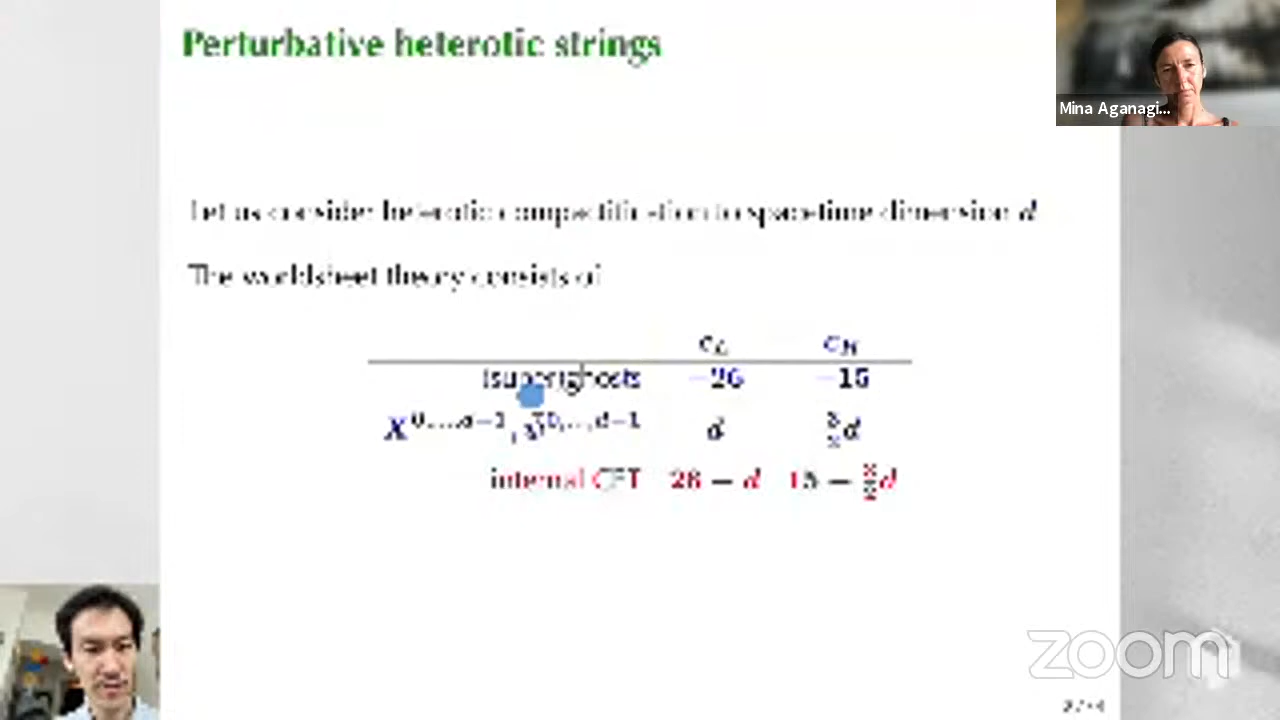 Perturbative heterotic strings
Mina Aganagi...
Let us consider heterotic compactification to spacetime dimension d
The worldsheet theory consists of
c_L c_R
(super)ghosts −26 −15
X^{0,...,d−1}, ψ^{0,...,d−1} d 3/2 d
internal CFT 26 − d 15 − 3/2 d
zoom